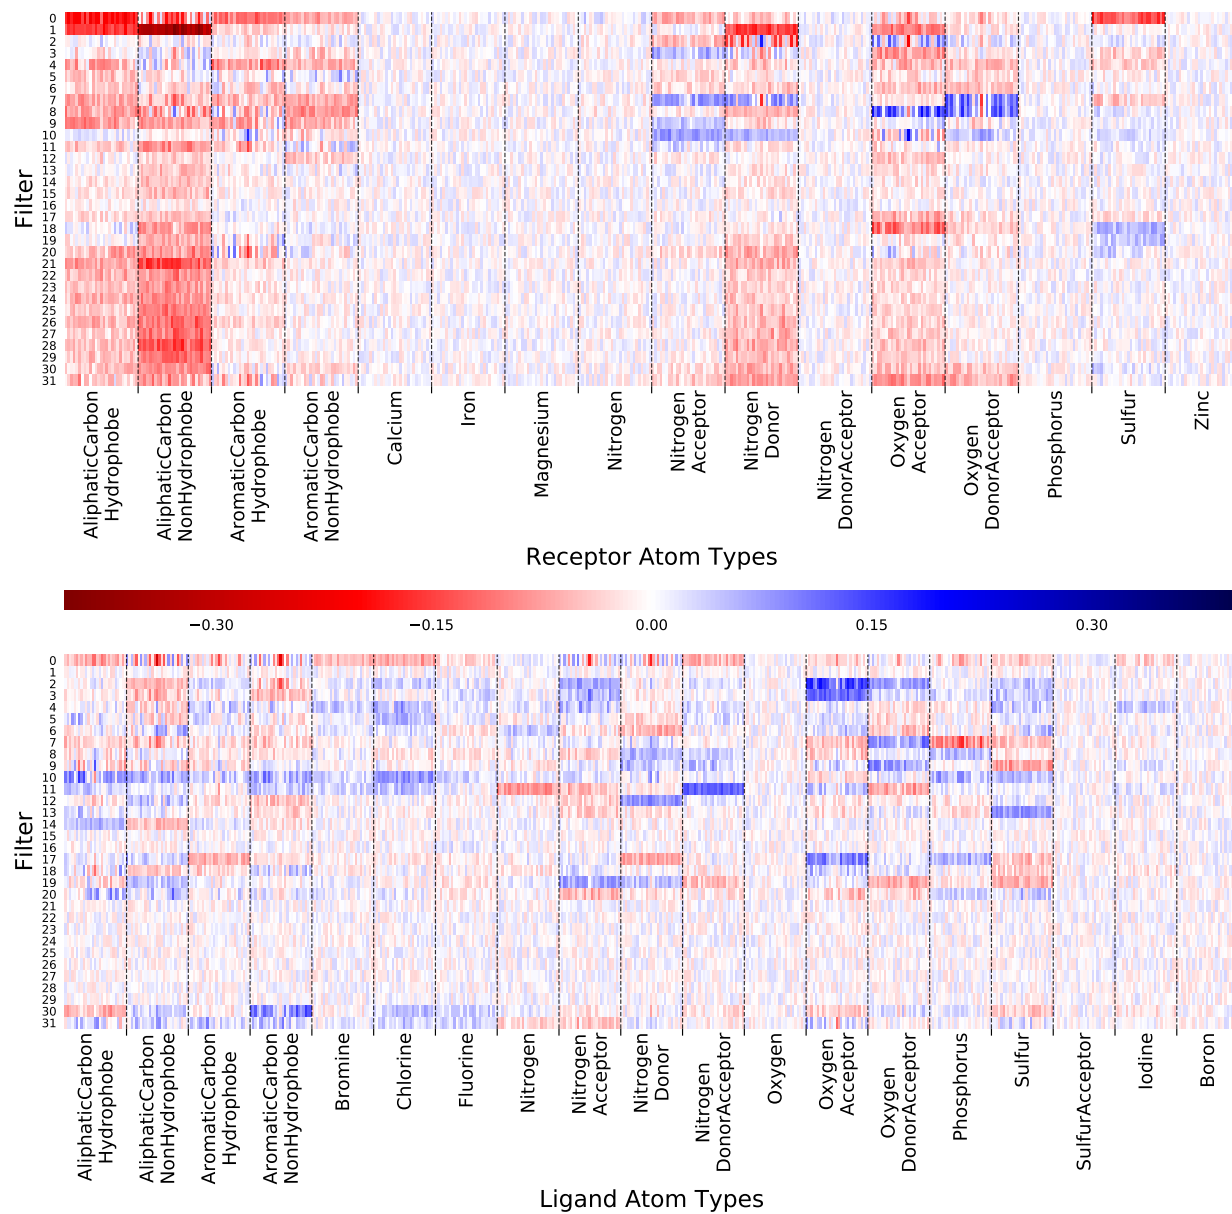 0
1
2
3
4
5
6
7
8
9
10
11
12
13
14
15
16
17
18
19
20
21
22
23
24
25
26
27
28
29
30
31
Filter
AliphaticCarbon
Hydrophobe
AliphaticCarbon
NonHydrophobe
AromaticCarbon
Hydrophobe
AromaticCarbon
NonHydrophobe
Calcium
Iron
Magnesium
Nitrogen
Nitrogen
Acceptor
Nitrogen
Donor
Nitrogen
DonorAcceptor
Oxygen
Acceptor
Oxygen
DonorAcceptor
Phosphorus
Sulfur
Zinc
Receptor Atom Types
−0.30 −0.15 0.00 0.15 0.30
0
1
2
3
4
5
6
7
8
9
10
11
12
13
14
15
16
17
18
19
20
21
22
23
24
25
26
27
28
29
30
31
Filter
AliphaticCarbon
Hydrophobe
AliphaticCarbon
NonHydrophobe
AromaticCarbon
Hydrophobe
AromaticCarbon
NonHydrophobe
Bromine
Chlorine
Fluorine
Nitrogen
Nitrogen
Acceptor
Nitrogen
Donor
Nitrogen
DonorAcceptor
Oxygen
Oxygen
Acceptor
Oxygen
DonorAcceptor
Phosphorus
Sulfur
SulfurAcceptor
Iodine
Boron
Ligand Atom Types